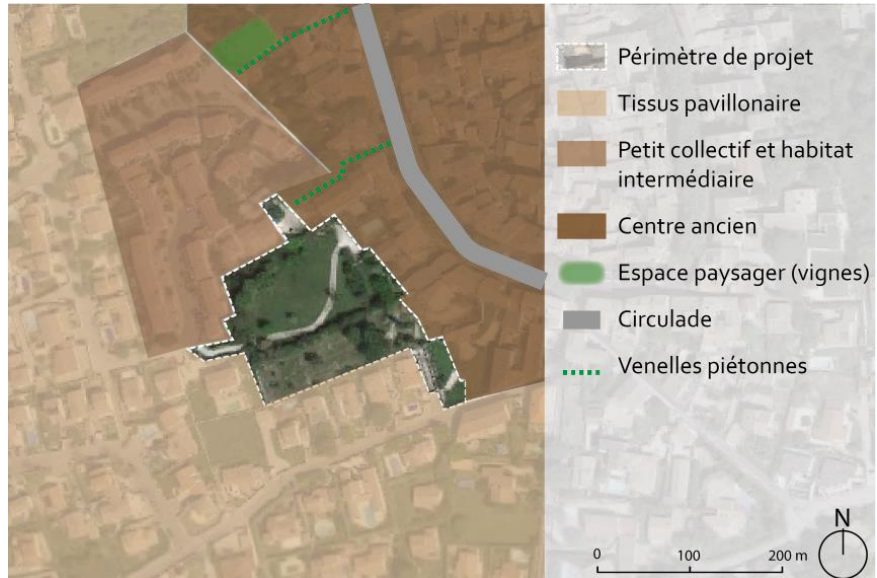 Périmètre de projet
Tissus pavillonaire
Petit collectif et habitat
intermédiaire
Centre ancien
Espace paysager (vignes)
Circulade
Venelles piétonnes
N
0 100 200 m